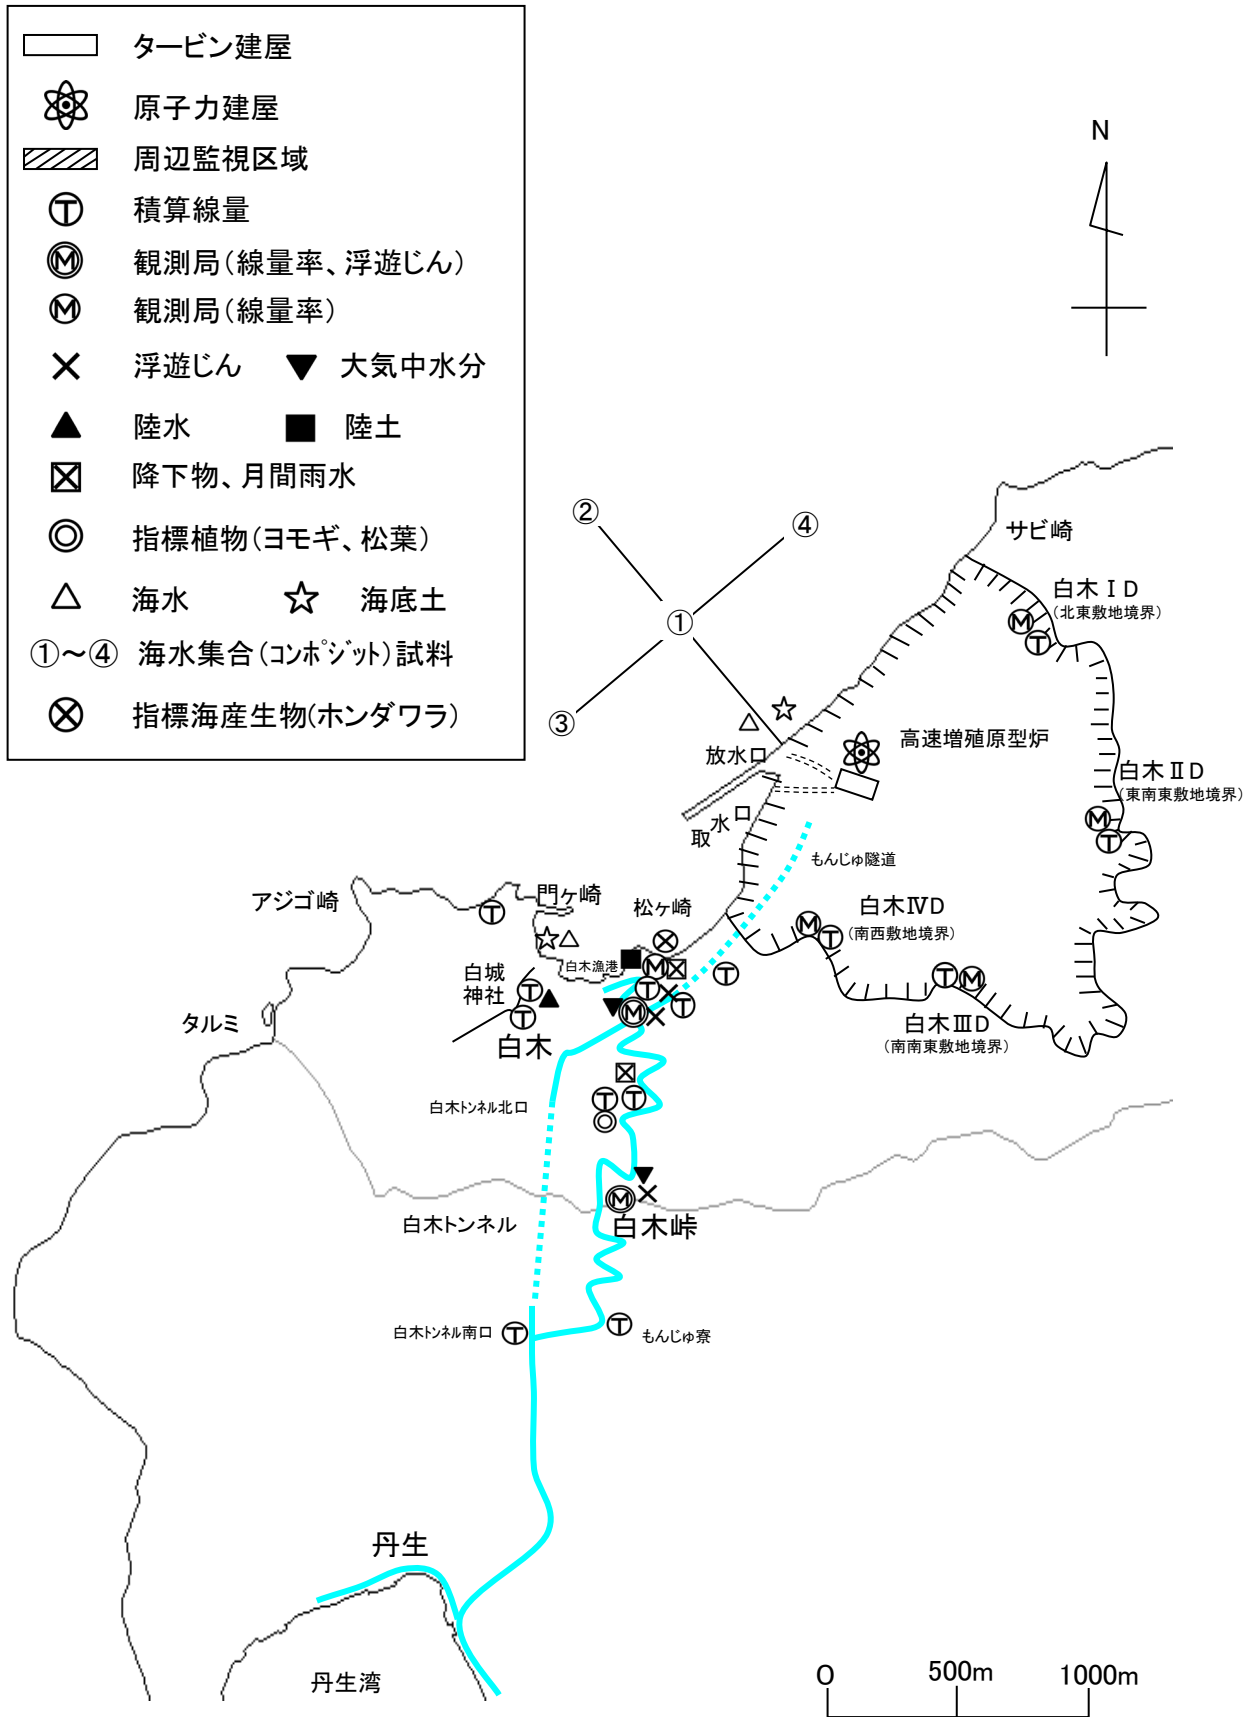 タービン建屋
原子力建屋
周辺監視区域
Ⓣ 積算線量
Ⓜ 観測局(線量率、浮遊じん)
Ⓜ 観測局(線量率)
浮遊じん 大気中水分
陸水 陸土
降下物、月間雨水
指標植物(ヨモギ、松葉)
海水 海底土
①～④ 海水集合(ｺﾝﾎﾟｼﾞｯﾄ)試料
指標海産生物(ホンダワラ)
N
②
④
サビ崎
①
白木ⅠD
(北東敷地境界)
Ⓜ
Ⓣ
③
放水口
高速増殖原型炉
白木ⅡD
(東南東敷地境界)
取水口
Ⓜ
Ⓣ
もんじゅ隧道
アジゴ崎
門ヶ崎
松ヶ崎
Ⓣ
白木ⅣD
(南西敷地境界)
Ⓜ
Ⓣ
白木漁港
Ⓜ
白城
神社
Ⓣ
Ⓣ
Ⓣ
Ⓣ Ⓜ
タルミ
Ⓣ
Ⓜ
Ⓣ
白木
白木ⅢD
(南南東敷地境界)
白木ﾄﾝﾈﾙ北口
Ⓣ
Ⓣ
Ⓜ
白木トンネル
白木峠
白木ﾄﾝﾈﾙ南口
Ⓣ
Ⓣ
もんじゅ寮
丹生
丹生湾
O 500m 1000m